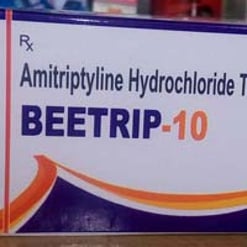 Rx
Amitriptyline Hydrochloride T
BEETRIP-10